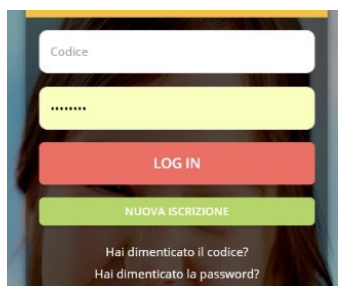 Codice
••••••••
LOG IN
NUOVA ISCRIZIONE
Hai dimenticato il codice?
Hai dimenticato la password?